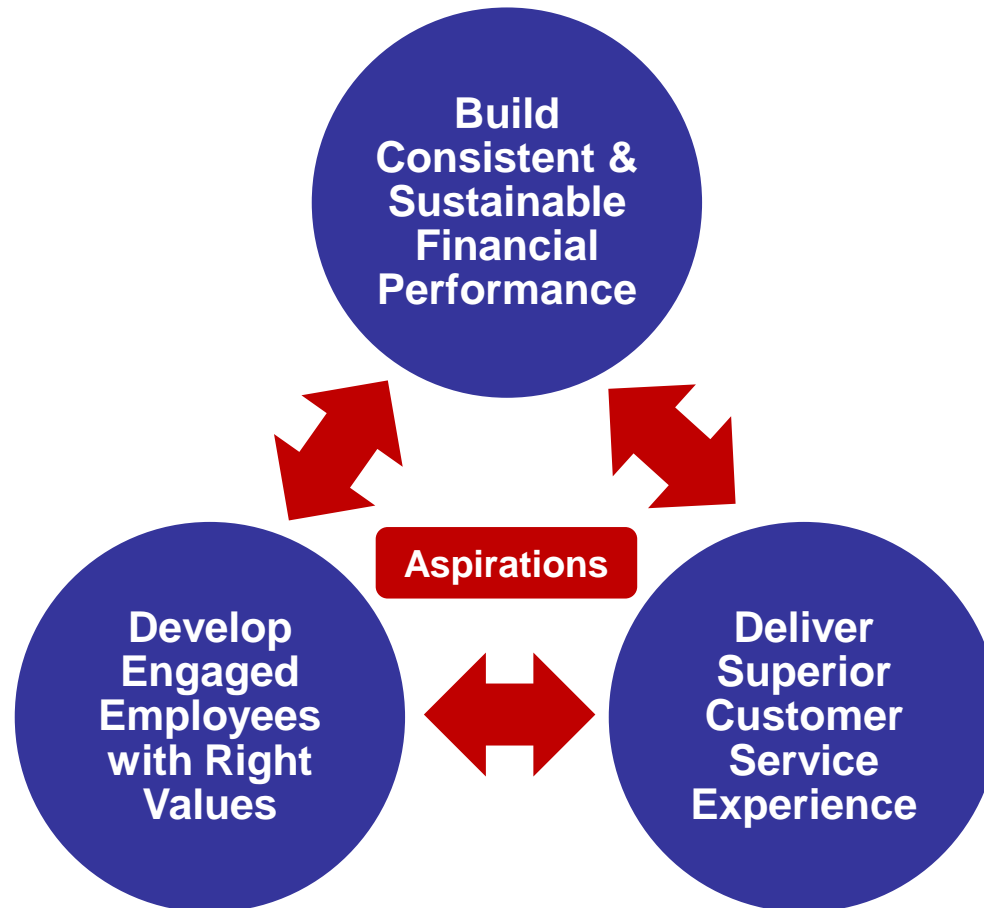 Build
Consistent &
Sustainable
Financial
Performance
Aspirations
Develop
Engaged
Employees
with Right
Values
Deliver
Superior
Customer
Service
Experience